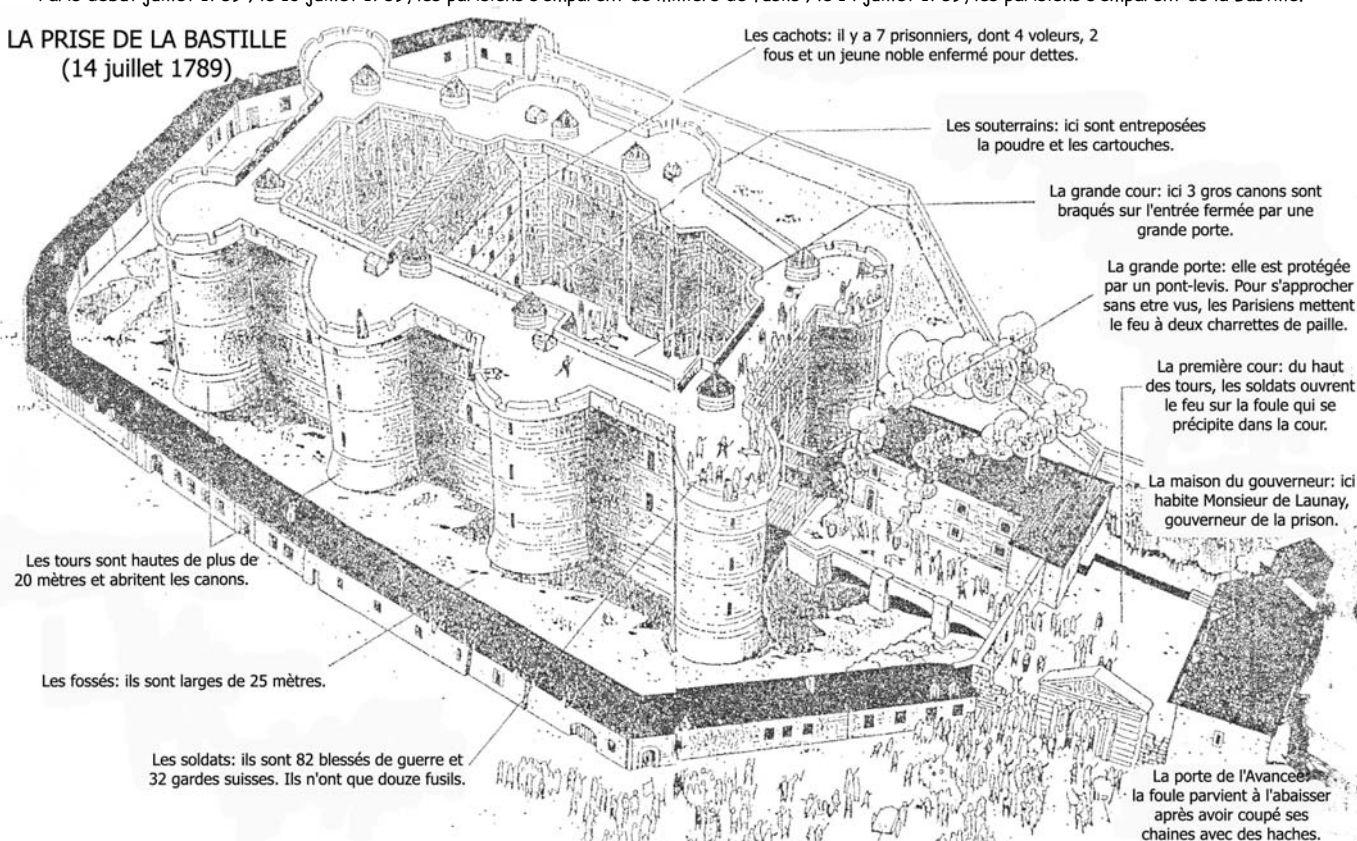 LA PRISE DE LA BASTILLE
(14 juillet 1789)
Les cachots: il y a 7 prisonniers, dont 4 voleurs, 2
fous et un jeune noble enfermé pour dettes.
Les souterrains: ici sont entreposées
la poudre et les cartouches.
La grande cour: ici 3 gros canons sont
braqués sur l'entrée fermée par une
grande porte.
La grande porte: elle est protégée
par un pont-levis. Pour s'approcher
sans etre vus, les Parisiens mettent
le feu à deux charrettes de paille.
La première cour: du haut
des tours, les soldats ouvrent
le feu sur la foule qui se
précipite dans la cour.
La maison du gouverneur: ici
habite Monsieur de Launay,
gouverneur de la prison.
Les tours sont hautes de plus de
20 mètres et abritent les canons.
Les fossés: ils sont larges de 25 mètres.
Les soldats: ils sont 82 blessés de guerre et
32 gardes suisses. Ils n'ont que douze fusils.
La porte de l'Avanceé:
la foule parvient à l'abaisser
après avoir coupé ses
chaines avec des haches.